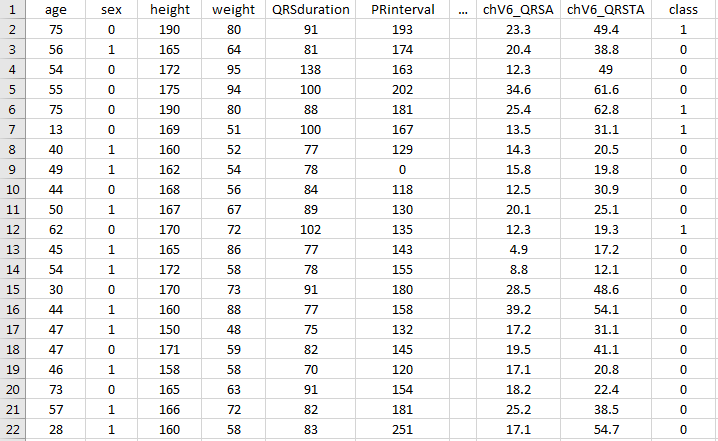 1 age sex height weight QRSduration PRinterval ... chV6_QRSA chV6_QRSTA class
2 75 0 190 80 91 193 23.3 49.4 1
3 56 1 165 64 81 174 20.4 38.8 0
4 54 0 172 95 138 163 12.3 49 0
5 55 0 175 94 100 202 34.6 61.6 0
6 75 0 190 80 88 181 25.4 62.8 1
7 13 0 169 51 100 167 13.5 31.1 1
8 40 1 160 52 77 129 14.3 20.5 0
9 49 1 162 54 78 0 15.8 19.8 0
10 44 0 168 56 84 118 12.5 30.9 0
11 50 1 167 67 89 130 20.1 25.1 0
12 62 0 170 72 102 135 12.3 19.3 1
13 45 1 165 86 77 143 4.9 17.2 0
14 54 1 172 58 78 155 8.8 12.1 0
15 30 0 170 73 91 180 28.5 48.6 0
16 44 1 160 88 77 158 39.2 54.1 0
17 47 1 150 48 75 132 17.2 31.1 0
18 47 0 171 59 82 145 19.5 41.1 0
19 46 1 158 58 70 120 17.1 20.8 0
20 73 0 165 63 91 154 18.2 22.4 0
21 57 1 166 72 82 181 25.2 38.5 0
22 28 1 160 58 83 251 17.1 54.7 0